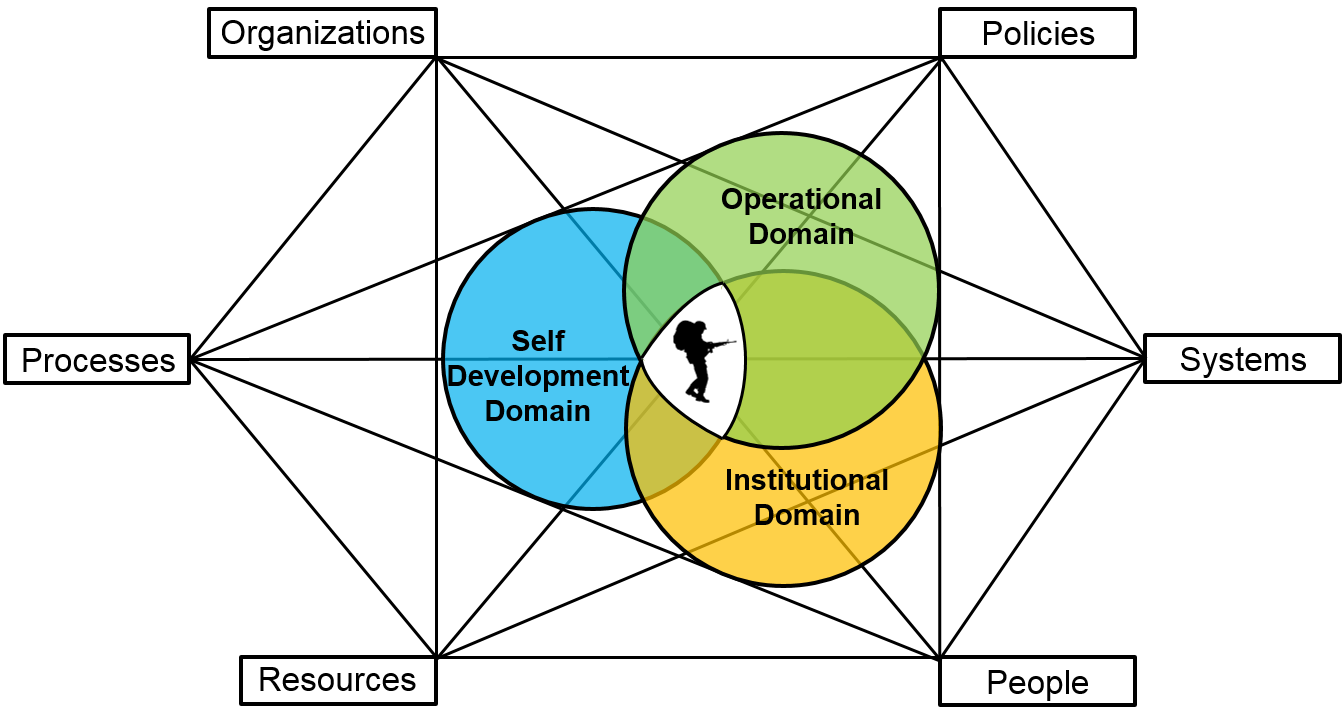 Organizations
Policies
Operational
Domain
Self
Development
Domain
Processes
Systems
Institutional
Domain
Resources
People